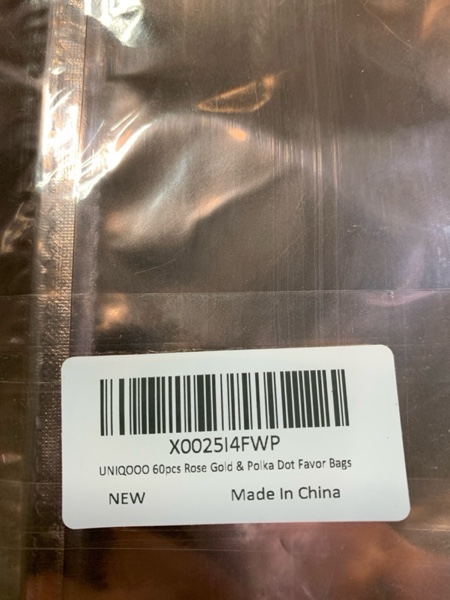 X0025I4FWP
UNIQOOO 60pcs Rose Gold & Polka Dot Favor Bags
NEW Made In China